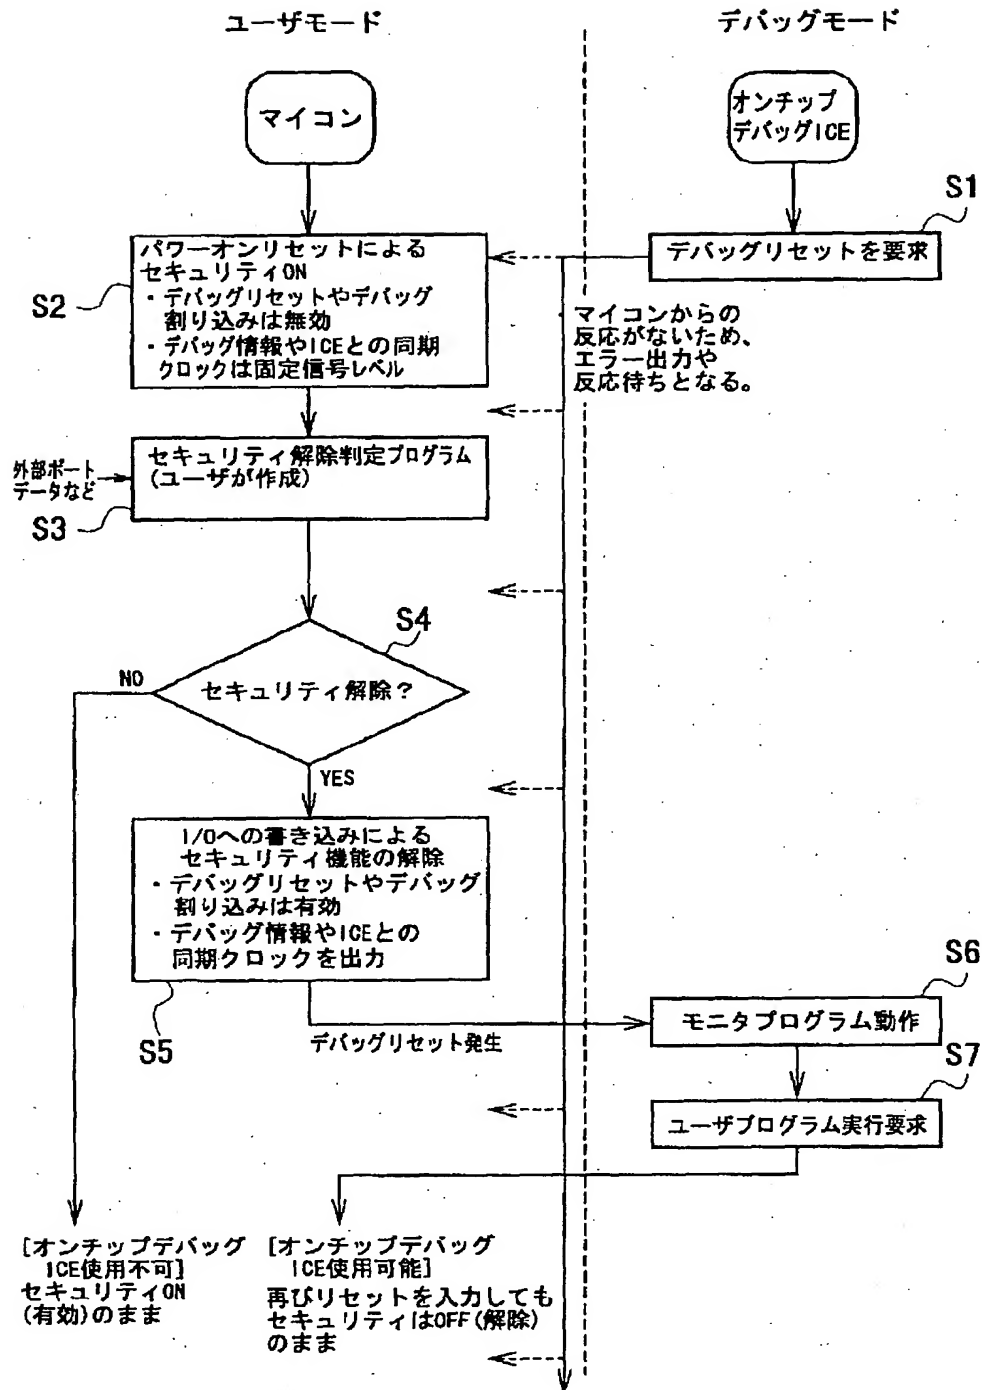 ユーザモード
デバッグモード
マイコン
オンチップ
デバッグICE
S1
デバッグリセットを要求
パワーオンリセットによる
セキュリティON
・デバッグリセットやデバッグ
割り込みは無効
・デバッグ情報やICEとの同期
クロックは固定信号レベル
S2
マイコンからの
反応がないため、
エラー出力や
反応待ちとなる。
外部ポート
データなど
セキュリティ解除判定プログラム
(ユーザが作成)
S3
S4
セキュリティ解除？
NO
YES
I/Oへの書き込みによる
セキュリティ機能の解除
・デバッグリセットやデバッグ
割り込みは有効
・デバッグ情報やICEとの
同期クロックを出力
S5
デバッグリセット発生
S6
モニタプログラム動作
S7
ユーザプログラム実行要求
[オンチップデバッグ
ICE使用不可]
セキュリティON
(有効)のまま
[オンチップデバッグ
ICE使用可能]
再びリセットを入力しても
セキュリティはOFF(解除)
のまま